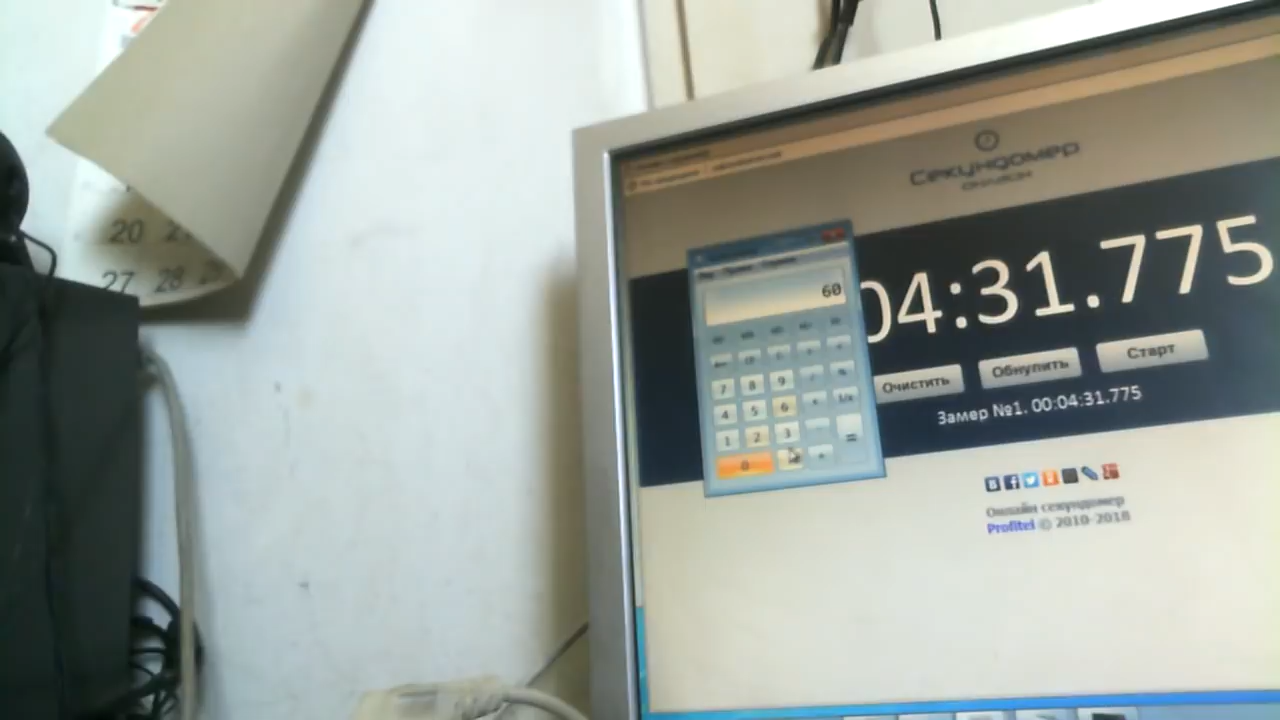 20
27 28
Секундомер
онлайн
60
04:31.775
7 8 9 / %
4 5 6 * 1/x
1 2 3 =
0
Очистить Обнулить Старт
Замер №1. 00:04:31.775
Онлайн секундомер
Profitel © 2010-2018